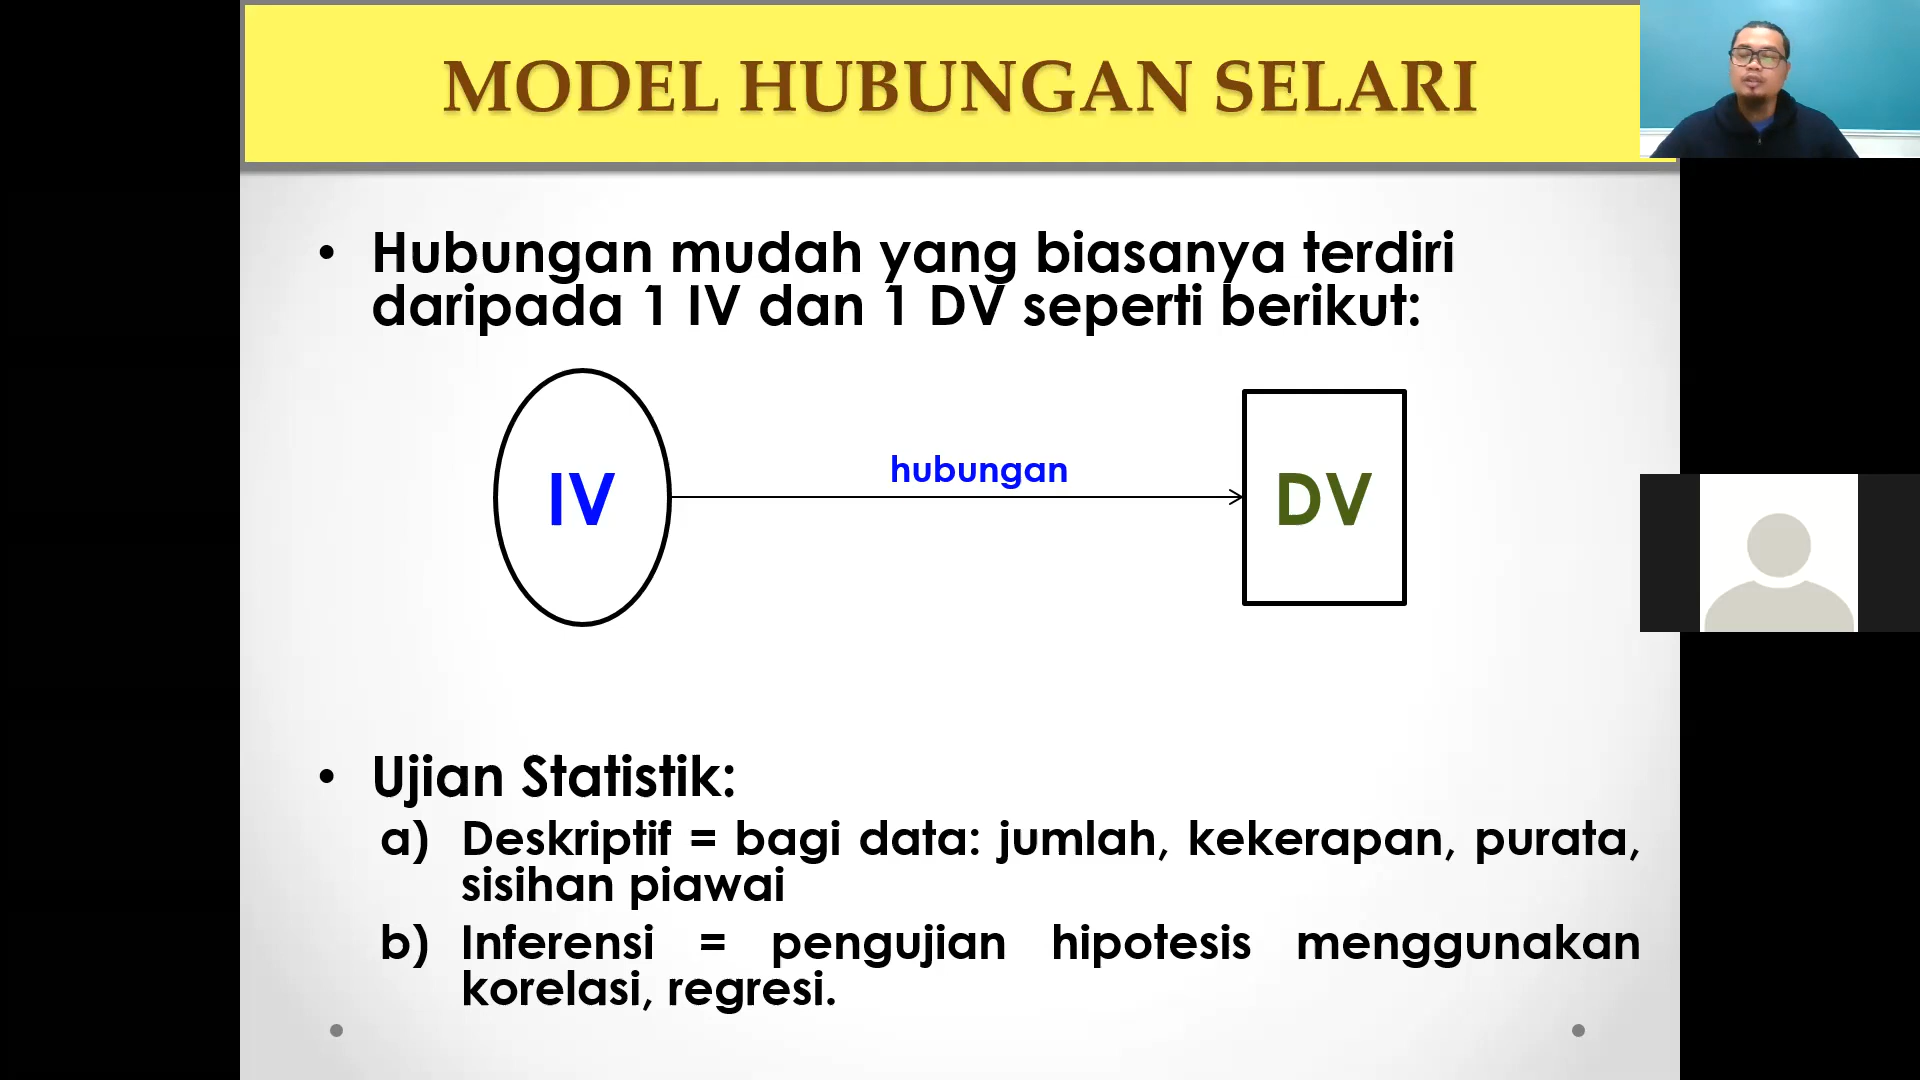 MODEL HUBUNGAN SELARI
• Hubungan mudah yang biasanya terdiri
daripada 1 IV dan 1 DV seperti berikut:
IV
hubungan
DV
• Ujian Statistik:
a) Deskriptif = bagi data: jumlah, kekerapan, purata,
sisihan piawai
b) Inferensi = pengujian hipotesis menggunakan
korelasi, regresi.